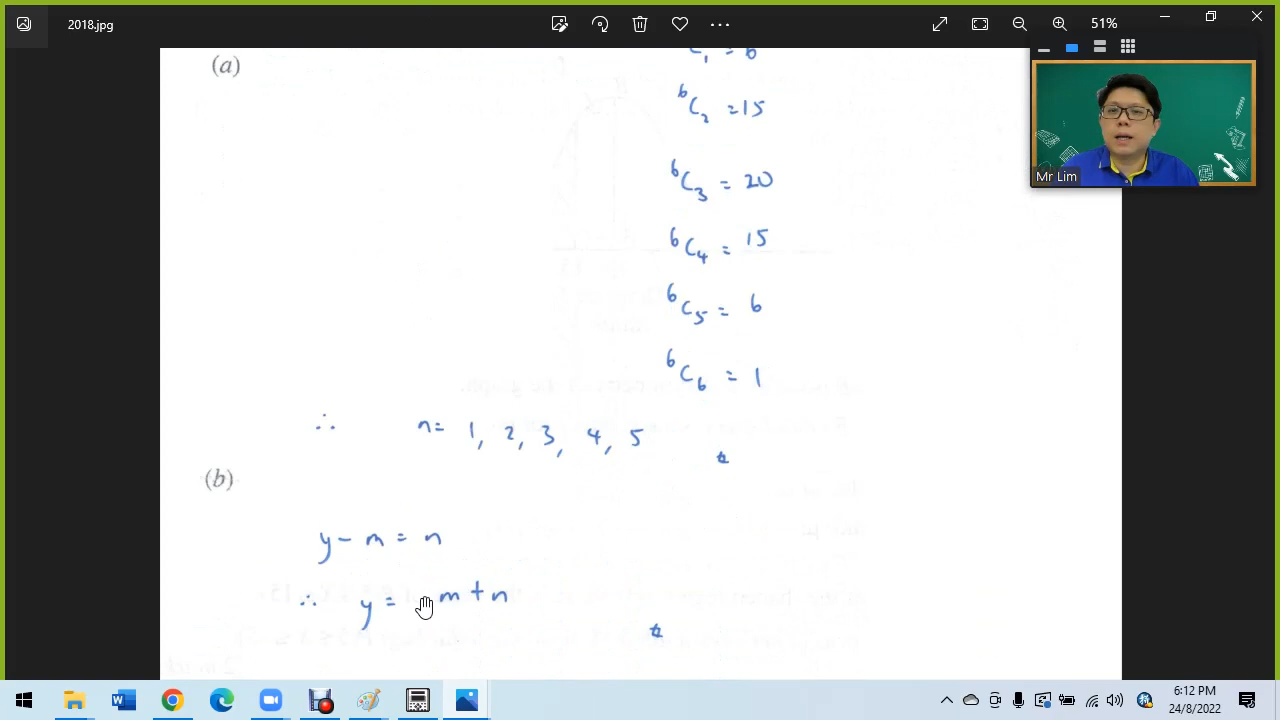 2018.jpg
51%
(a)
⁶C₂ = 15
⁶C₃ = 20
⁶C₄ = 15
⁶C₅ = 6
⁶C₆ = 1
∴ n = 1, 2, 3, 4, 5
(b)
y - m = n
∴ y = m + n
Mr Lim
6:12 PM
24/8/2022